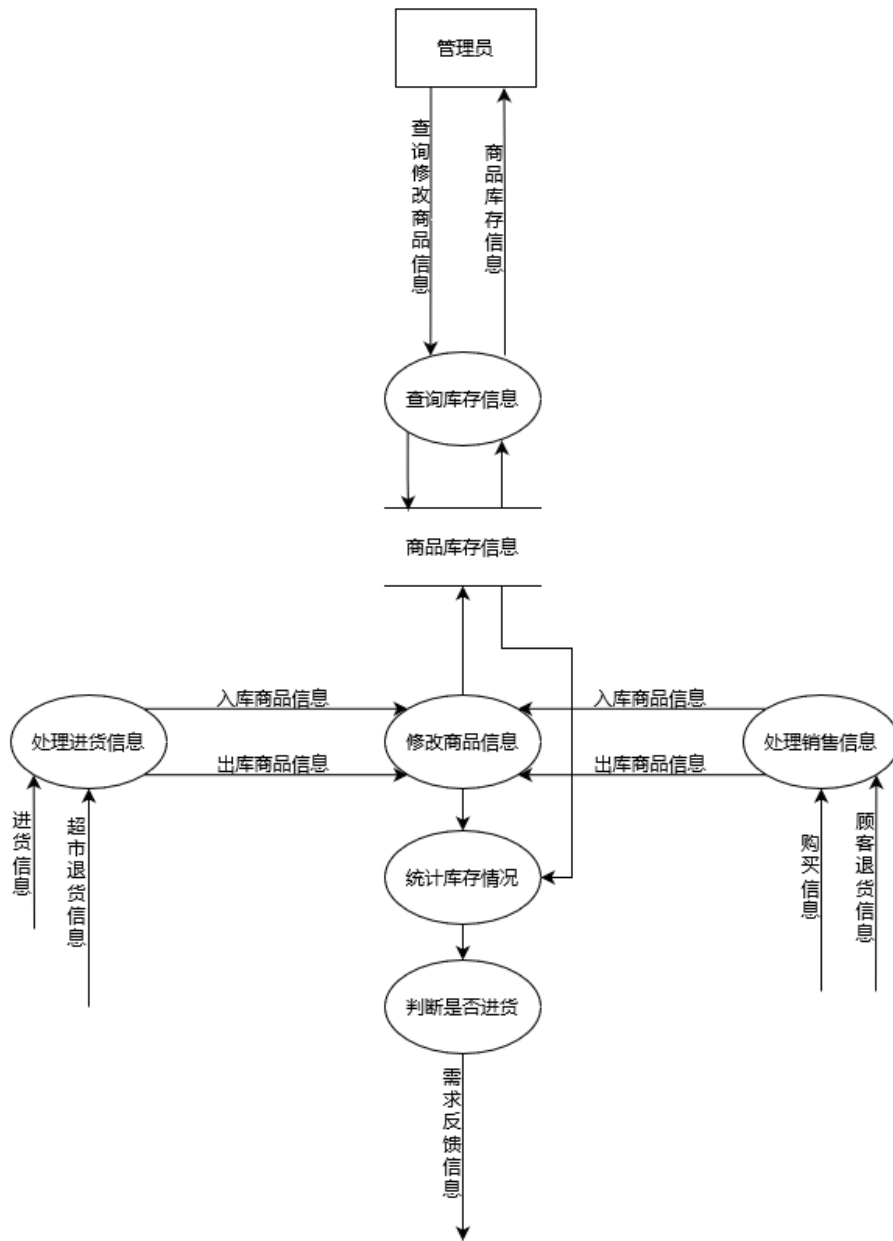 管理员
查询修改商品信息
商品库存信息
查询库存信息
商品库存信息
入库商品信息
入库商品信息
处理进货信息
修改商品信息
处理销售信息
出库商品信息
出库商品信息
进货信息
超市退货信息
购买信息
顾客退货信息
统计库存情况
判断是否进货
需求反馈信息